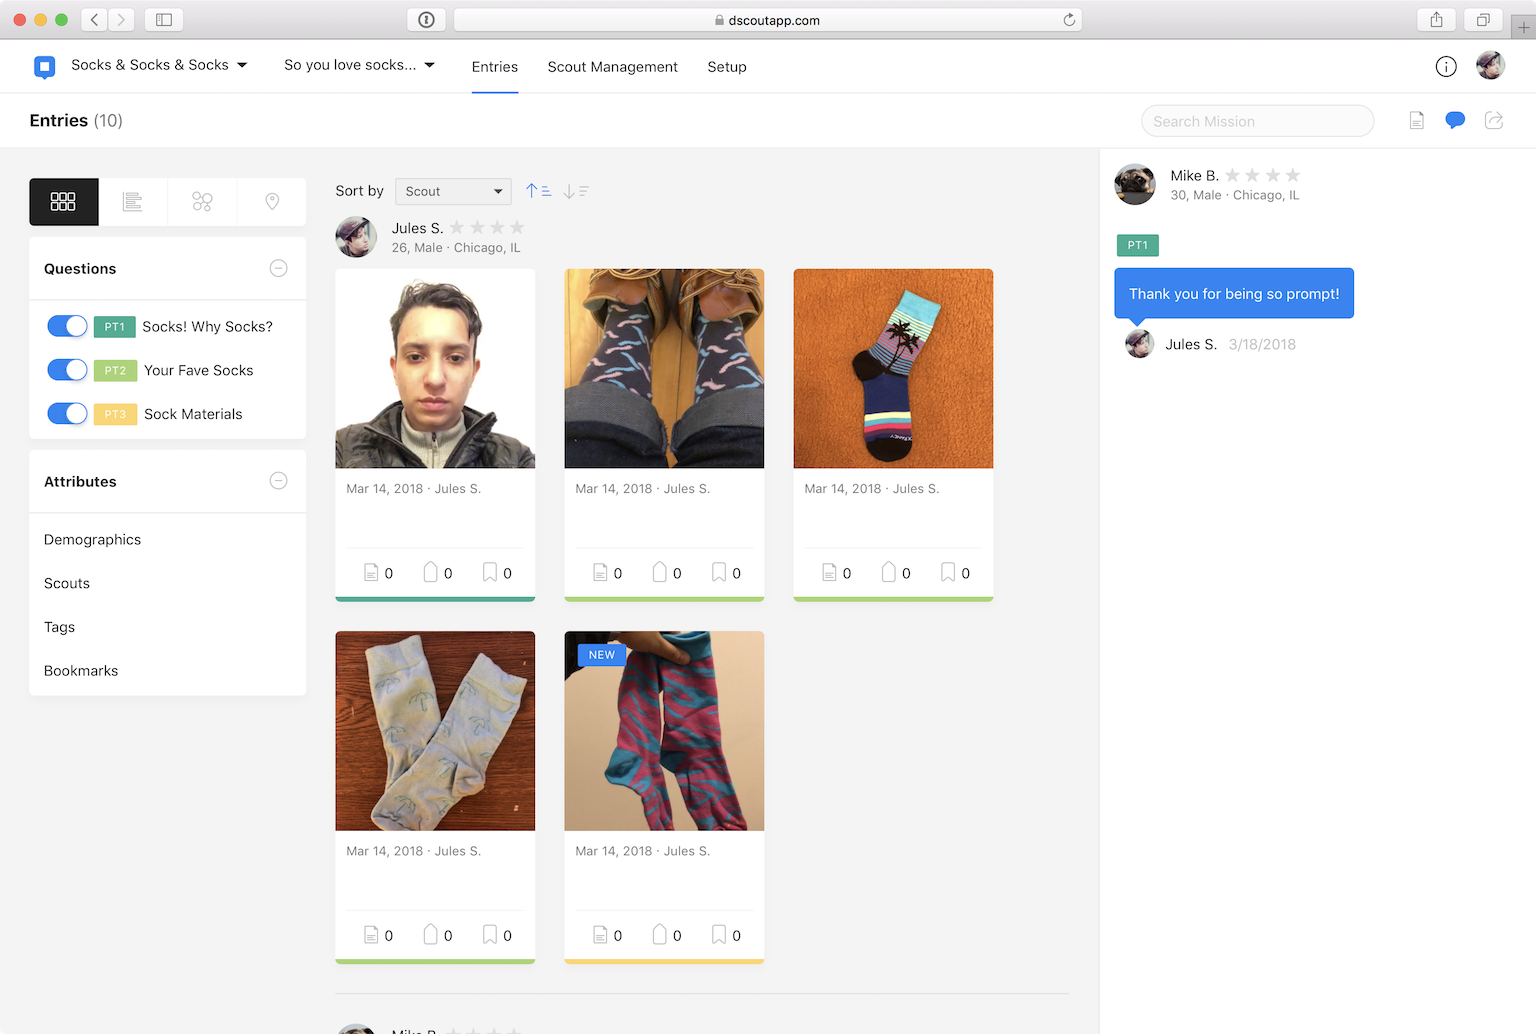 dscoutapp.com
Socks & Socks & Socks
So you love socks...
Entries
Scout Management
Setup
Entries (10)
Search Mission
Questions
PT1 Socks! Why Socks?
PT2 Your Fave Socks
PT3 Sock Materials
Attributes
Demographics
Scouts
Tags
Bookmarks
Sort by Scout
Jules S.
26, Male · Chicago, IL
Mar 14, 2018 · Jules S.
0 0 0
Mar 14, 2018 · Jules S.
0 0 0
Mar 14, 2018 · Jules S.
0 0 0
Mar 14, 2018 · Jules S.
0 0 0
NEW
Mar 14, 2018 · Jules S.
0 0 0
Mike B.
Mike B.
30, Male · Chicago, IL
PT1
Thank you for being so prompt!
Jules S. 3/18/2018